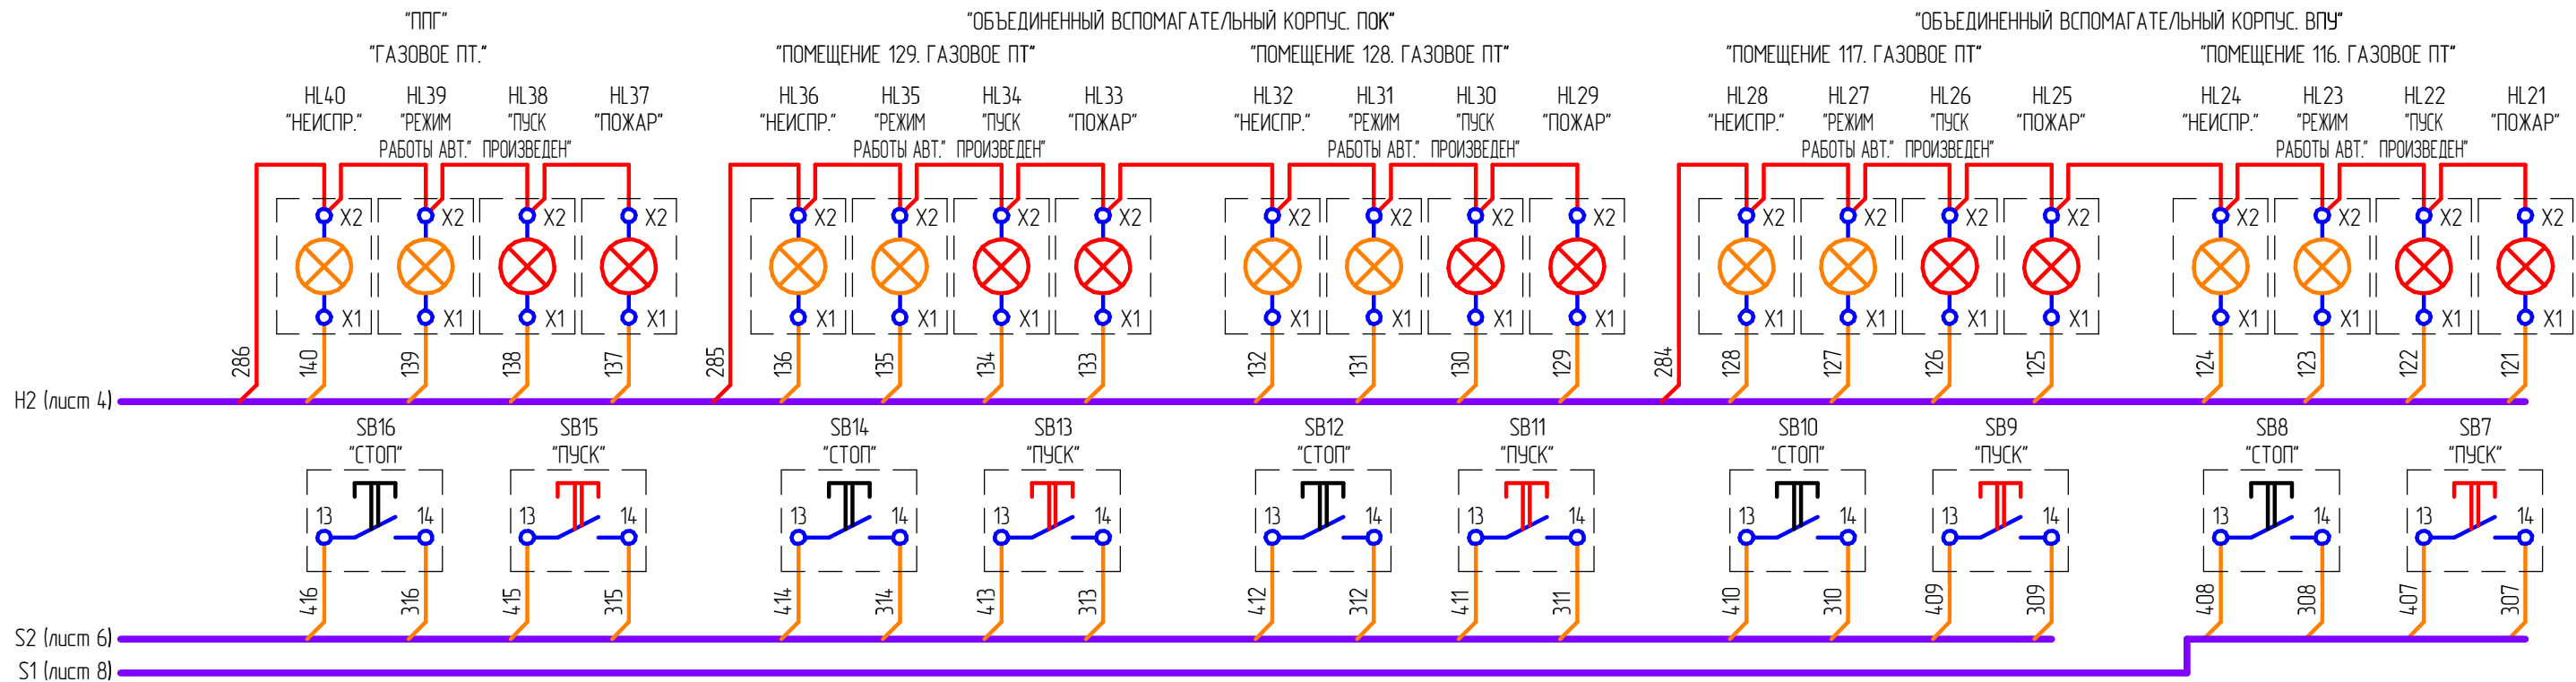 "ППГ" "ОБЪЕДИНЕННЫЙ ВСПОМАГАТЕЛЬНЫЙ КОРПУС. ПОК" "ОБЪЕДИНЕННЫЙ ВСПОМАГАТЕЛЬНЫЙ КОРПУС. ВПУ"
"ГАЗОВОЕ ПТ." "ПОМЕЩЕНИЕ 129. ГАЗОВОЕ ПТ" "ПОМЕЩЕНИЕ 128. ГАЗОВОЕ ПТ" "ПОМЕЩЕНИЕ 117. ГАЗОВОЕ ПТ" "ПОМЕЩЕНИЕ 116. ГАЗОВОЕ ПТ"
HL40 HL39 HL38 HL37 HL36 HL35 HL34 HL33 HL32 HL31 HL30 HL29 HL28 HL27 HL26 HL25 HL24 HL23 HL22 HL21
"НЕИСПР." "РЕЖИМ "ПУСК "ПОЖАР" "НЕИСПР." "РЕЖИМ "ПУСК "ПОЖАР" "НЕИСПР." "РЕЖИМ "ПУСК "ПОЖАР" "НЕИСПР." "РЕЖИМ "ПУСК "ПОЖАР" "НЕИСПР." "РЕЖИМ "ПУСК "ПОЖАР"
РАБОТЫ АВТ." ПРОИЗВЕДЕН" РАБОТЫ АВТ." ПРОИЗВЕДЕН" РАБОТЫ АВТ." ПРОИЗВЕДЕН" РАБОТЫ АВТ." ПРОИЗВЕДЕН" РАБОТЫ АВТ." ПРОИЗВЕДЕН"
X2 X2 X2 X2 X2 X2 X2 X2 X2 X2 X2 X2 X2 X2 X2 X2 X2 X2 X2 X2
X1 X1 X1 X1 X1 X1 X1 X1 X1 X1 X1 X1 X1 X1 X1 X1 X1 X1 X1 X1
286 140 139 138 137 285 136 135 134 133 132 131 130 129 284 128 127 126 125 124 123 122 121
H2 (лист 4)
SB16 SB15 SB14 SB13 SB12 SB11 SB10 SB9 SB8 SB7
"СТОП" "ПУСК" "СТОП" "ПУСК" "СТОП" "ПУСК" "СТОП" "ПУСК" "СТОП" "ПУСК"
13 14 13 14 13 14 13 14 13 14 13 14 13 14 13 14 13 14 13 14
416 316 415 315 414 314 413 313 412 312 411 311 410 310 409 309 408 308 407 307
S2 (лист 6)
S1 (лист 8)